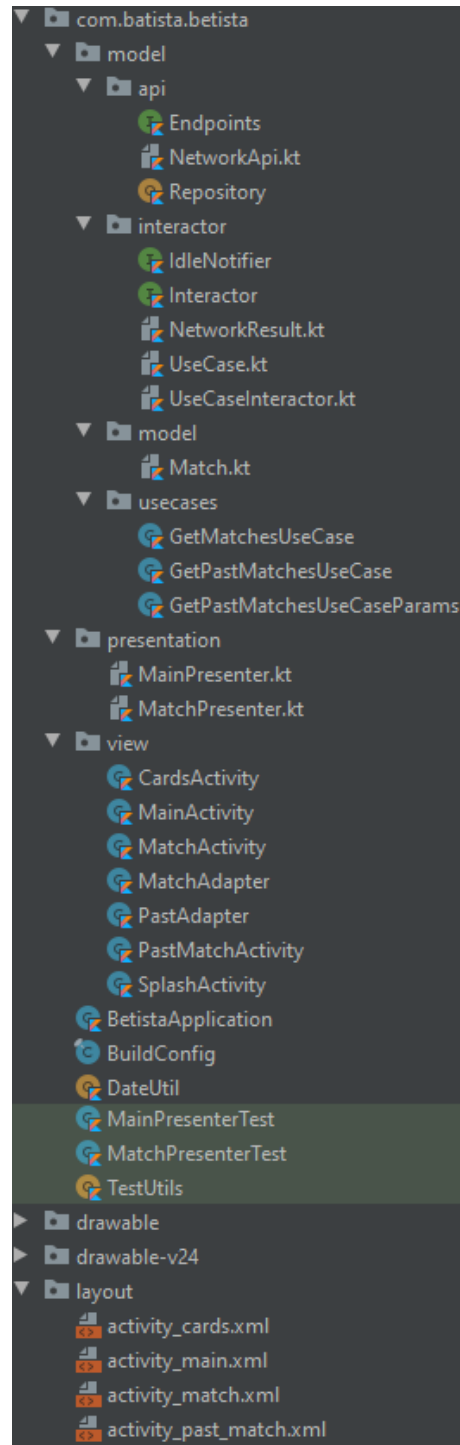 com.batista.betista
model
api
Endpoints
NetworkApi.kt
Repository
interactor
IdleNotifier
Interactor
NetworkResult.kt
UseCase.kt
UseCaseInteractor.kt
model
Match.kt
usecases
GetMatchesUseCase
GetPastMatchesUseCase
GetPastMatchesUseCaseParams
presentation
MainPresenter.kt
MatchPresenter.kt
view
CardsActivity
MainActivity
MatchActivity
MatchAdapter
PastAdapter
PastMatchActivity
SplashActivity
BetistaApplication
BuildConfig
DateUtil
MainPresenterTest
MatchPresenterTest
TestUtils
drawable
drawable-v24
layout
activity_cards.xml
activity_main.xml
activity_match.xml
activity_past_match.xml